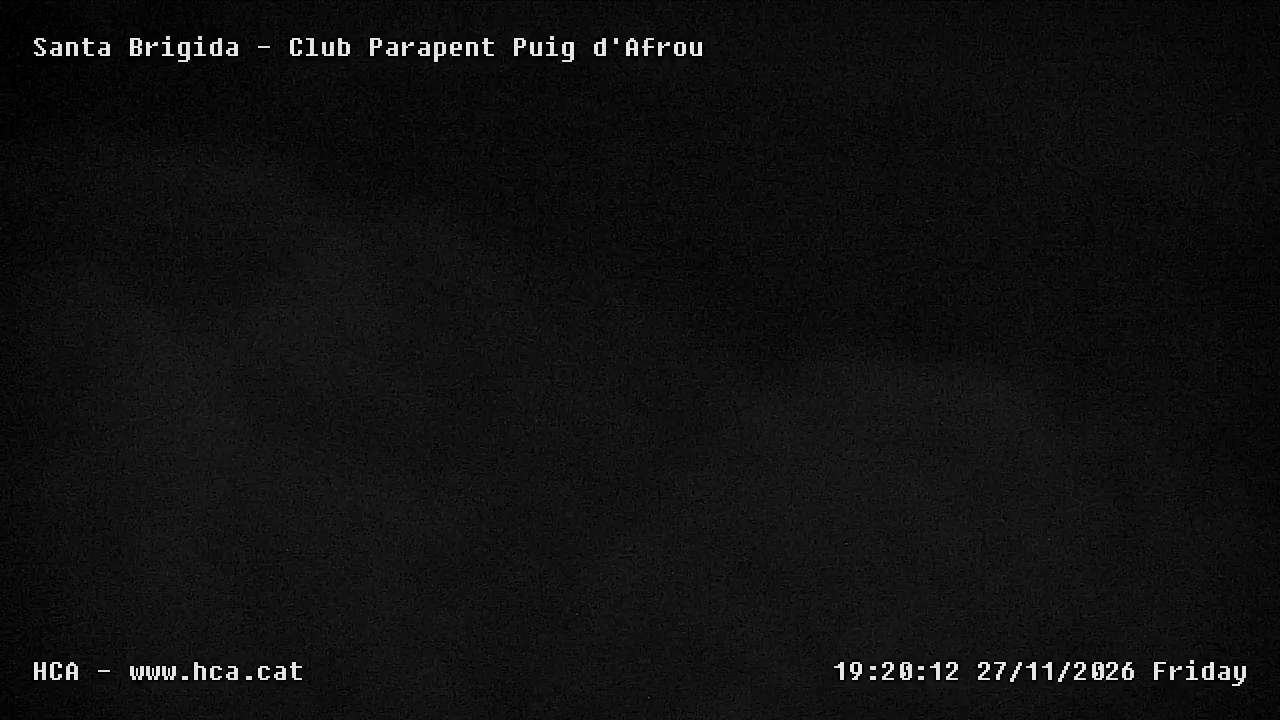 Santa Brigida - Club Parapent Puig d'Afrou
HCA - www.hca.cat
19:20:12 27/11/2026 Friday